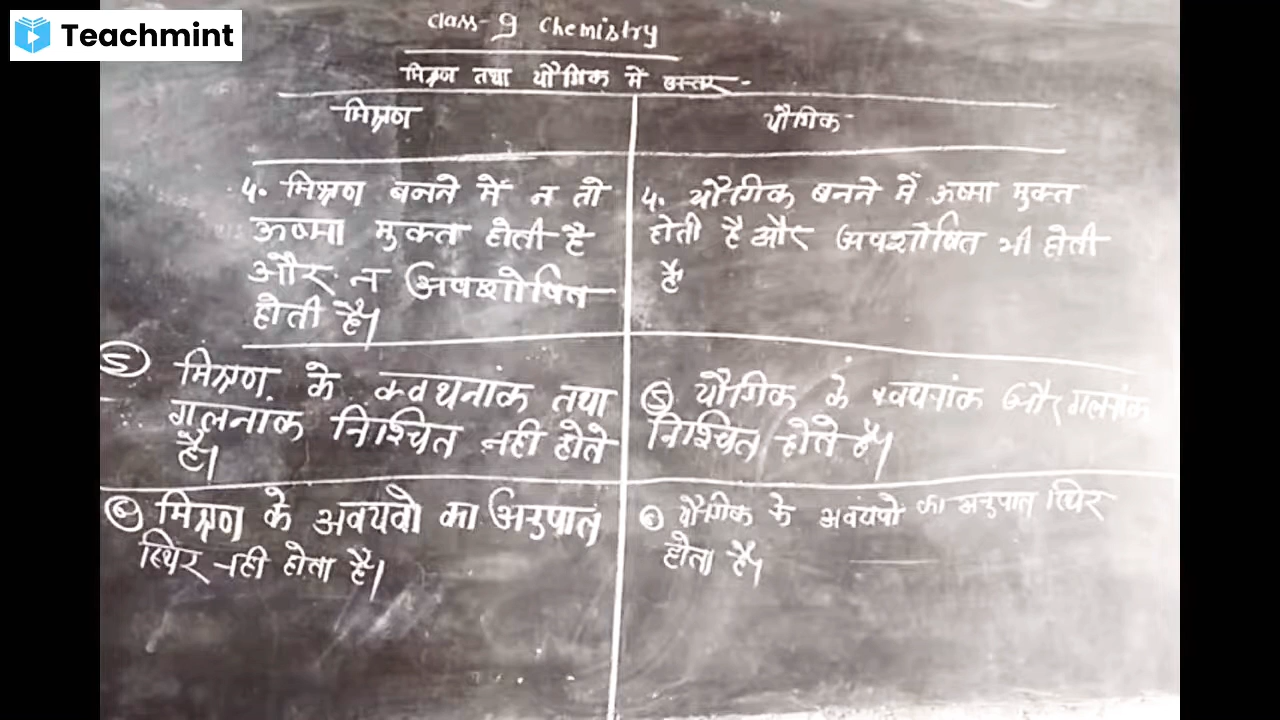 Teachmint
Class-9 Chemistry
मिश्रण तथा यौगिक में अन्तर-
मिश्रण
यौगिक-
4. मिश्रण बनने में न तो
ऊष्मा मुक्त होती है
और न अवशोषित
होती है।
4. यौगिक बनने में ऊष्मा मुक्त
होती है और अवशोषित भी होती
है
5 मिश्रण के क्वथनांक तथा
गलनांक निश्चित नही होते
है।
5 यौगिक के क्वथनांक और गलनांक
निश्चित होते है।
6 मिश्रण के अवयवो का अनुपात
स्थिर नही होता है।
6 यौगिक के अवयवो का अनुपात स्थिर
होता है।